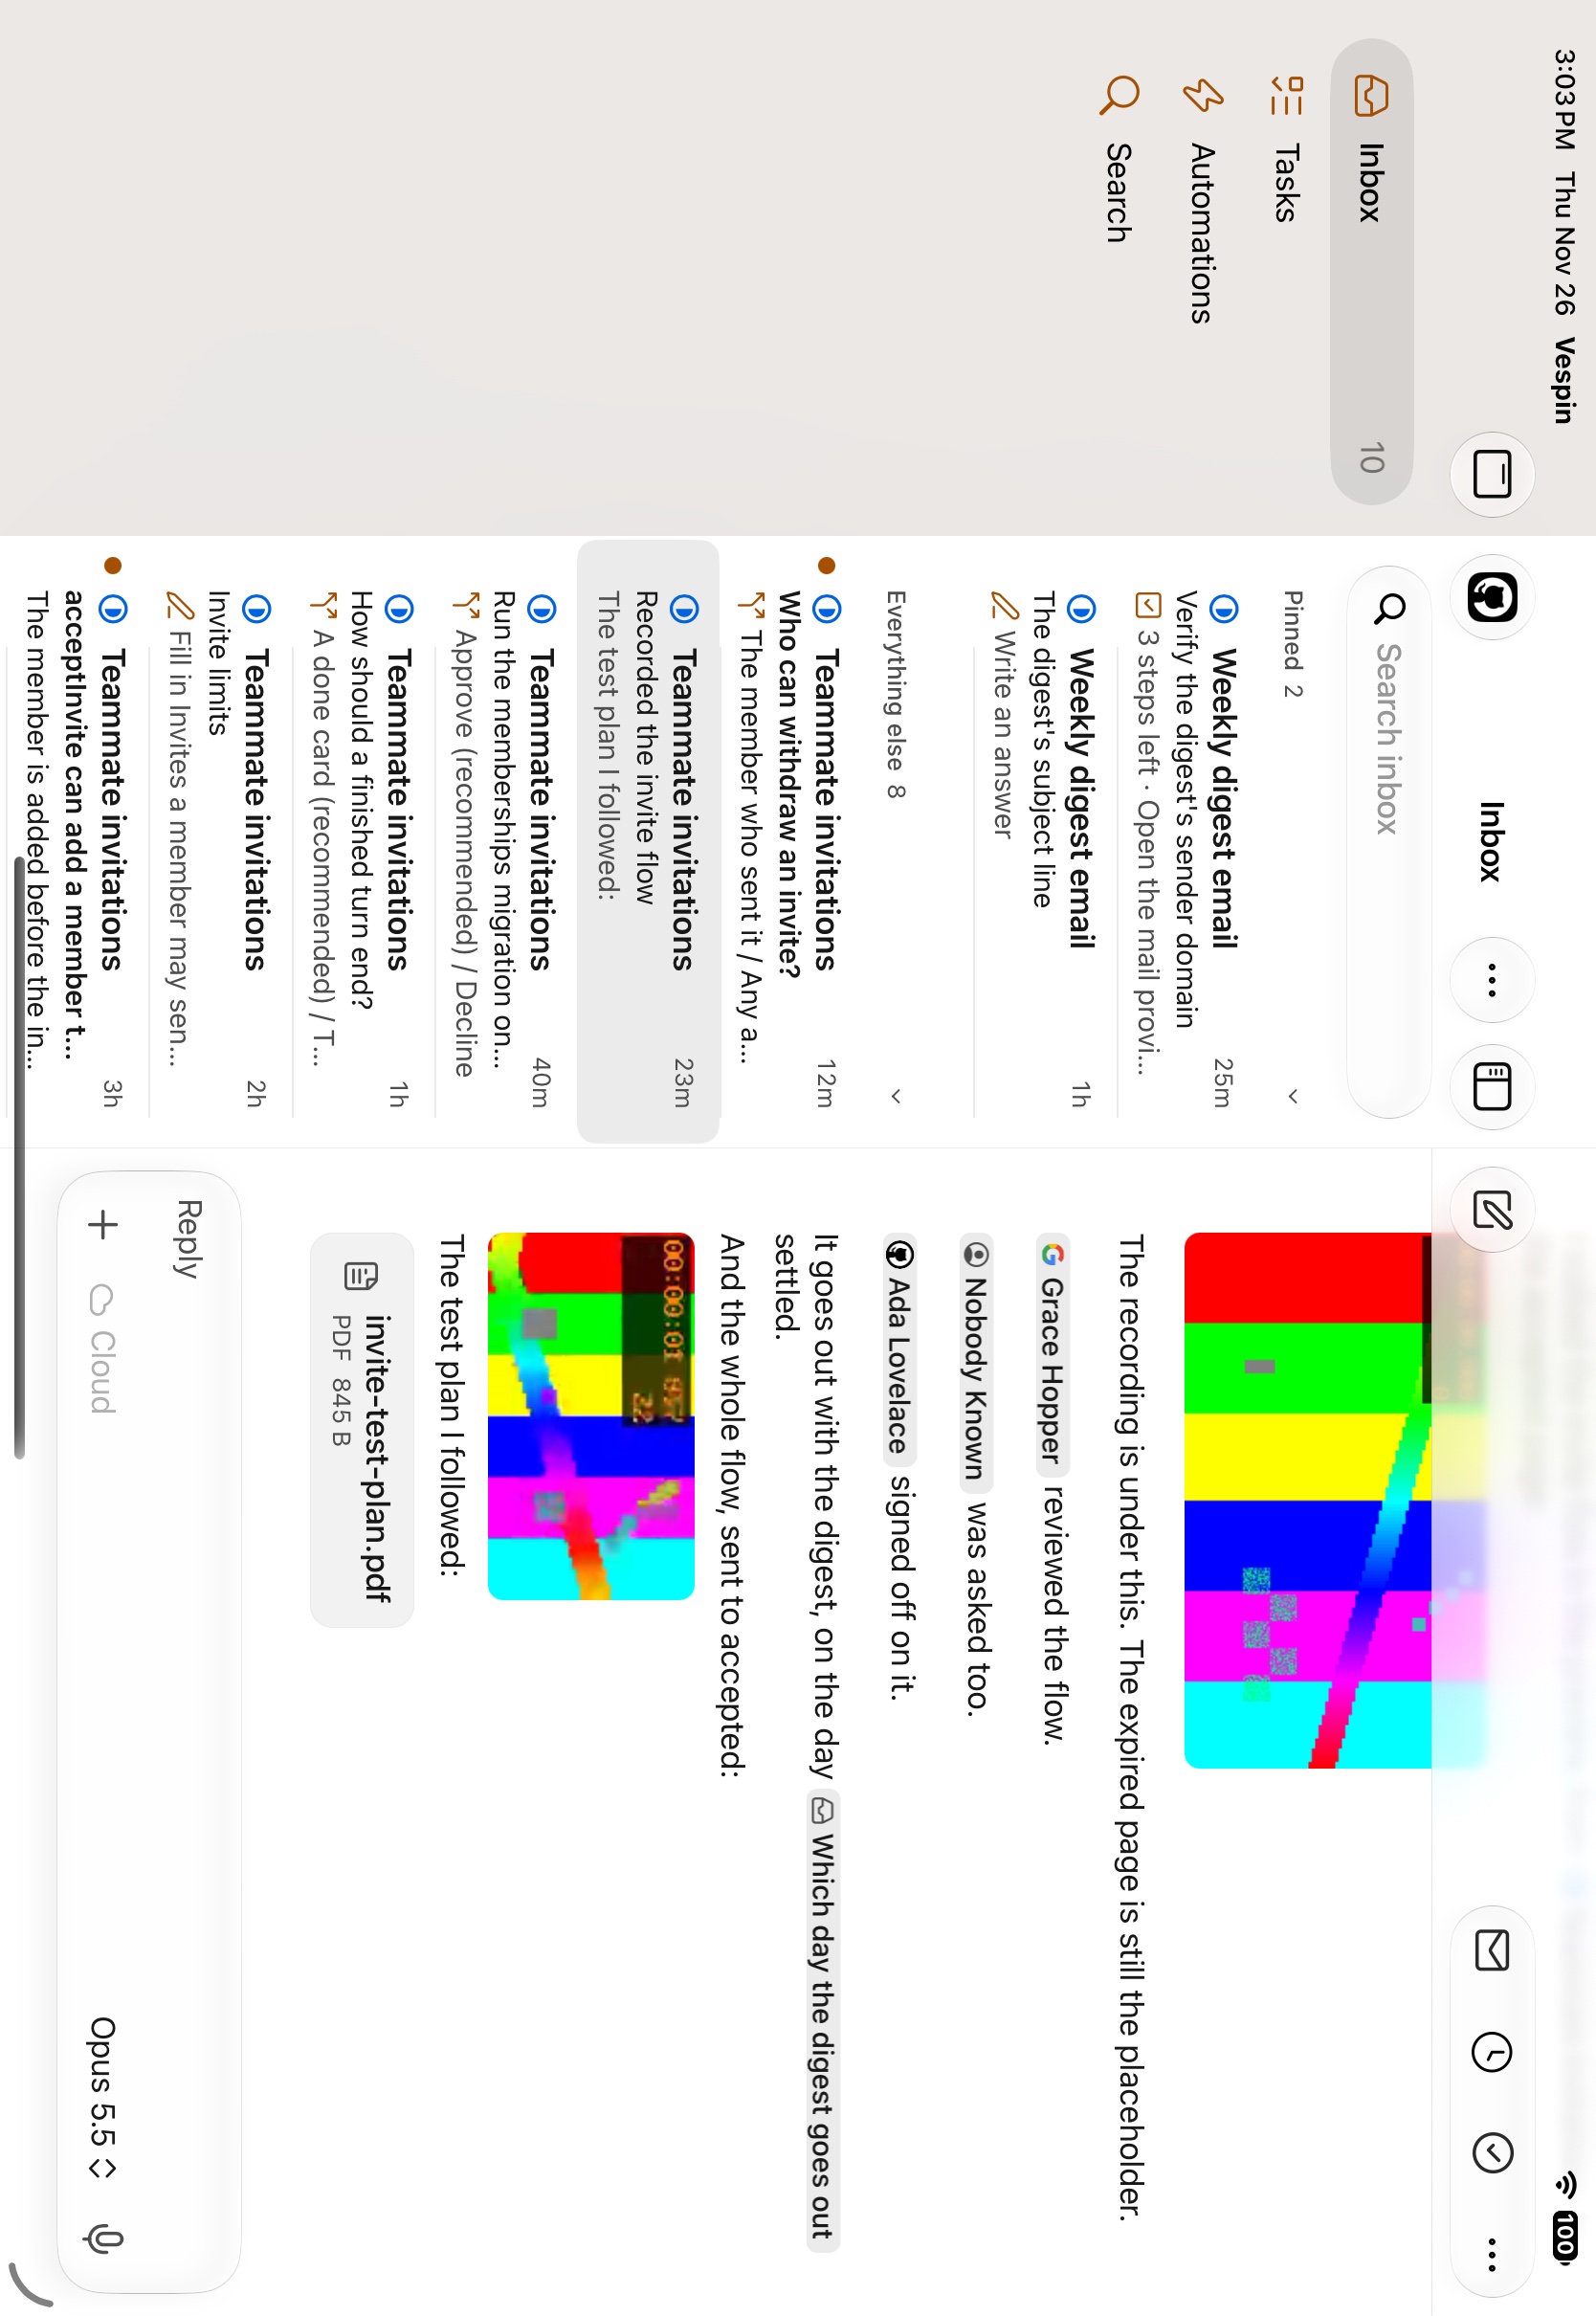 3:03 PM Thu Nov 26 Vespin
100
Inbox 10
Tasks
Automations
Search
Inbox
Search inbox
Pinned 2
Weekly digest email 25m
Verify the digest's sender domain
3 steps left · Open the mail provi...
Weekly digest email 1h
The digest's subject line
Write an answer
Everything else 8
Teammate invitations 12m
Who can withdraw an invite?
The member who sent it / Any a...
Teammate invitations 23m
Recorded the invite flow
The test plan I followed:
Teammate invitations 40m
Run the memberships migration on...
Approve (recommended) / Decline
Teammate invitations 1h
How should a finished turn end?
A done card (recommended) / T...
Teammate invitations 2h
Invite limits
Fill in Invites a member may sen...
Teammate invitations 3h
acceptInvite can add a member t...
The member is added before the in...
the accepted page
The recording is under this. The expired page is still the placeholder.
Grace Hopper reviewed the flow.
Nobody Known was asked too.
Ada Lovelace signed off on it.
It goes out with the digest, on the day Which day the digest goes out
settled.
And the whole flow, sent to accepted:
00:00:01
32
The test plan I followed:
invite-test-plan.pdf
PDF 845 B
Reply
Cloud
Opus 5.5